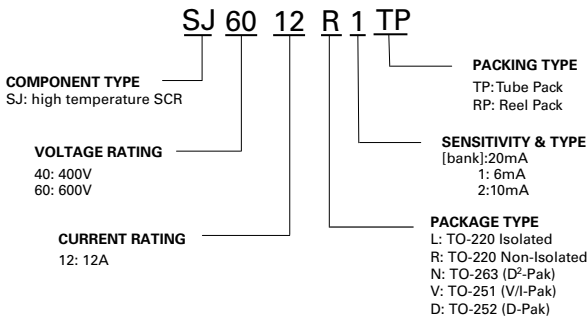 SJ 60 12 R 1 TP
COMPONENT TYPE
SJ: high temperature SCR
VOLTAGE RATING
40: 400V
60: 600V
CURRENT RATING
12: 12A
PACKING TYPE
TP: Tube Pack
RP: Reel Pack
SENSITIVITY & TYPE
[bank]:20mA
1: 6mA
2:10mA
PACKAGE TYPE
L: TO-220 Isolated
R: TO-220 Non-Isolated
N: TO-263 (D²-Pak)
V: TO-251 (V/I-Pak)
D: TO-252 (D-Pak)